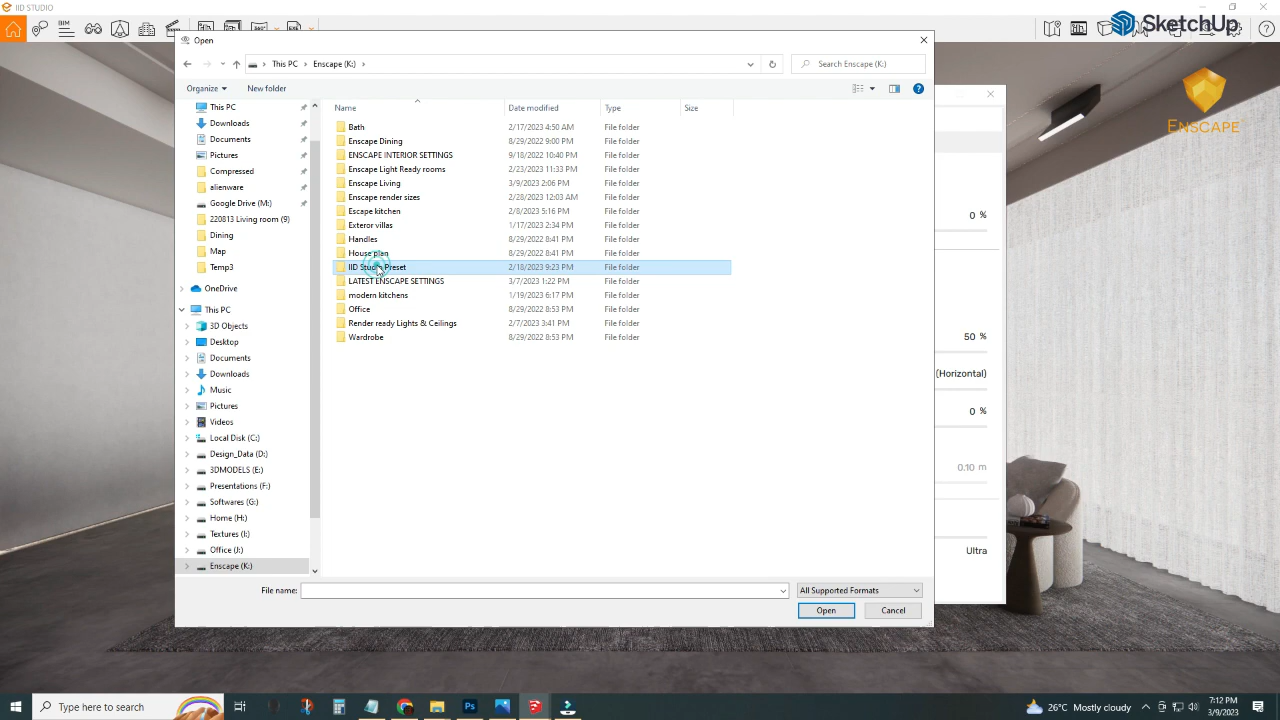 IID STUDIO
SketchUp
Open
This PC
Enscape (K:)
Search Enscape (K:)
Organize
New folder
Name
Date modified
Type
Size
This PC
Downloads
Documents
Pictures
Compressed
alienware
Google Drive (M:)
220813 Living room (9)
Dining
Map
Temp3
OneDrive
This PC
3D Objects
Desktop
Documents
Downloads
Music
Pictures
Videos
Local Disk (C:)
Design_Data (D:)
3DMODELS (E:)
Presentations (F:)
Softwares (G:)
Home (H:)
Textures (I:)
Office (J:)
Enscape (K:)
Bath 2/17/2023 4:50 AM File folder
Enscape Dining 8/29/2022 9:00 PM File folder
ENSCAPE INTERIOR SETTINGS 9/18/2022 10:40 PM File folder
Enscape Light Ready rooms 2/23/2023 11:33 PM File folder
Enscape Living 3/9/2023 2:06 PM File folder
Enscape render sizes 2/28/2023 12:03 AM File folder
Escape kitchen 2/8/2023 5:16 PM File folder
Exteror villas 1/17/2023 2:34 PM File folder
Handles 8/29/2022 8:41 PM File folder
House plan 8/29/2022 8:41 PM File folder
IID Studio Preset 2/18/2023 9:23 PM File folder
LATEST ENSCAPE SETTINGS 3/7/2023 1:22 PM File folder
modern kitchens 1/19/2023 6:17 PM File folder
Office 8/29/2022 8:53 PM File folder
Render ready Lights & Ceilings 2/7/2023 3:41 PM File folder
Wardrobe 8/29/2022 8:53 PM File folder
File name:
All Supported Formats
Open
Cancel
ENSCAPE
0 %
50 %
(Horizontal)
0 %
0.10 m
Ultra
Type here to search
Ps
26°C Mostly cloudy
7:12 PM
3/9/2023